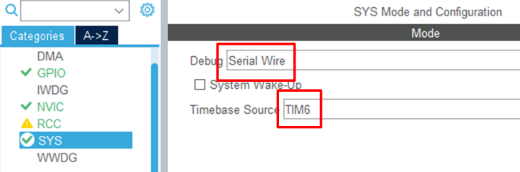 SYS Mode and Configuration
Categories
A->Z
Mode
DMA
GPIO
IWDG
NVIC
RCC
SYS
WWDG
Debug Serial Wire
System Wake-Up
Timebase Source TIM6